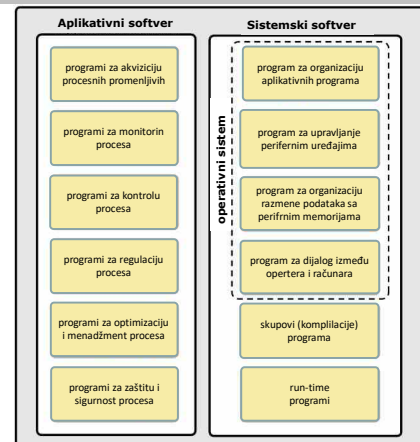 Aplikativni softver
programi za akviziciju
procesnih promenljivih
programi za monitorin
procesa
programi za kontrolu
procesa
programi za regulaciju
procesa
programi za optimizaciju
i menadžment procesa
programi za zaštitu i
sigurnost procesa
Sistemski softver
operativni sistem
program za organizaciju
aplikativnih programa
program za upravljanje
perifernim uređajima
program za organizaciju
razmene podataka sa
perifrnim memorijama
program za dijalog između
opertera i računara
skupovi (komplilacije)
programa
run-time
programi